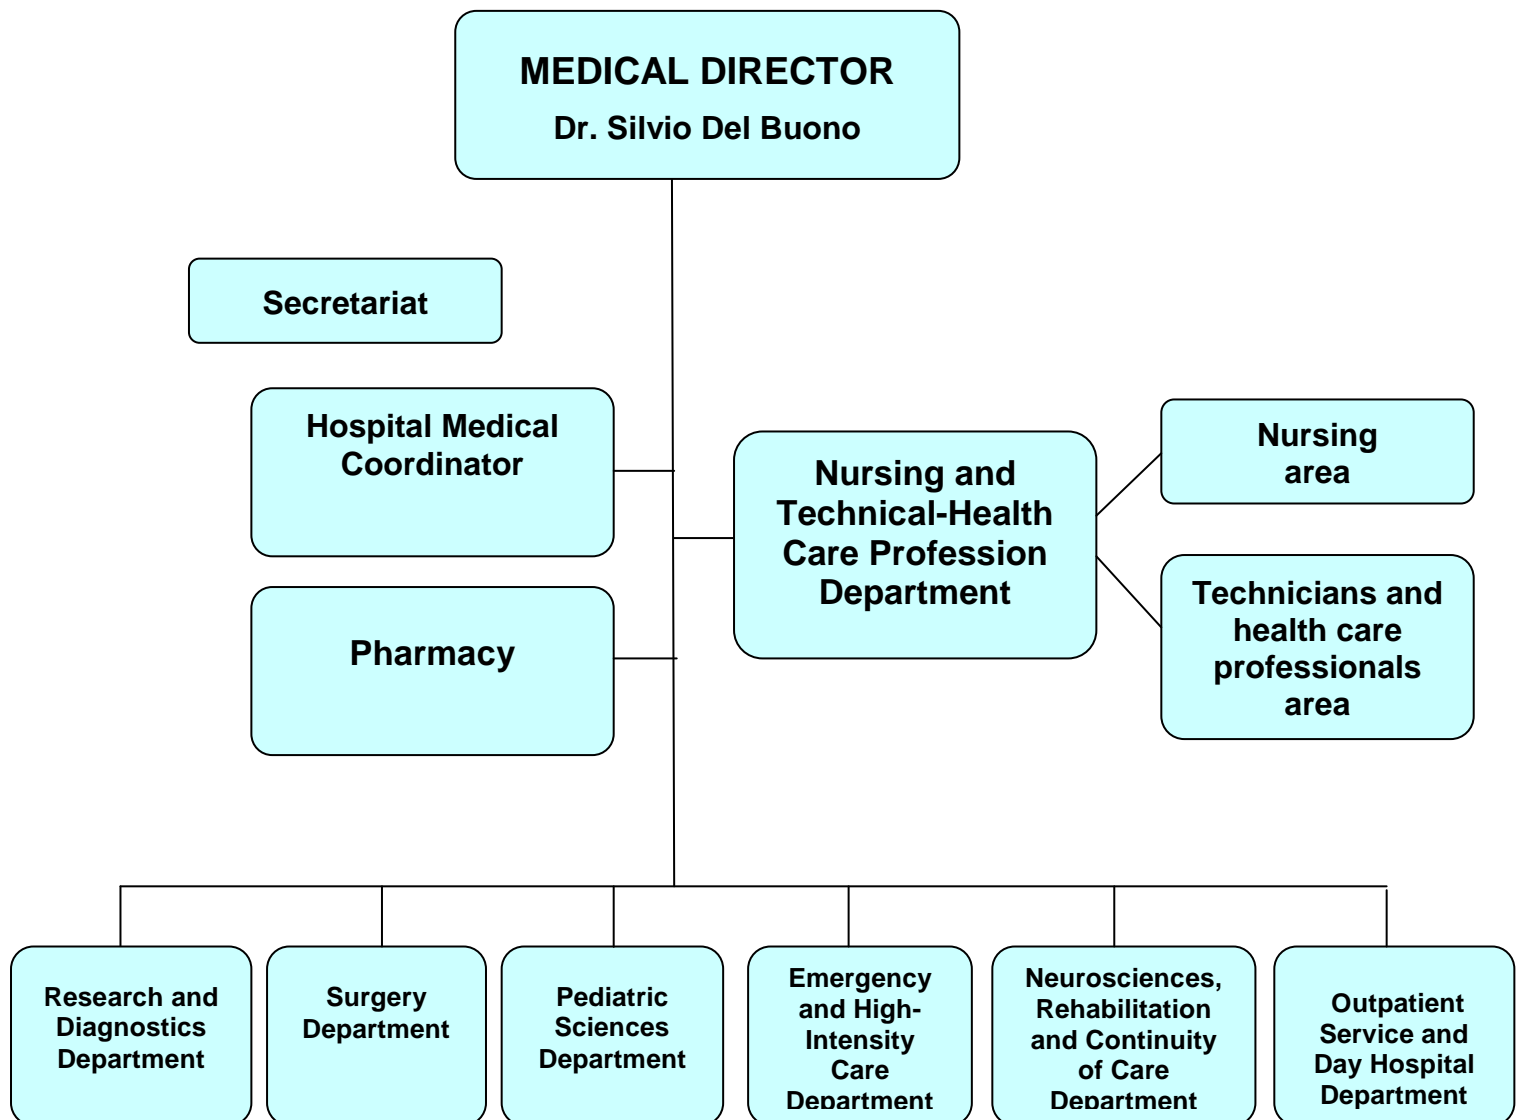 MEDICAL DIRECTOR
Dr. Silvio Del Buono
Secretariat
Hospital Medical
Coordinator
Nursing and
Technical-Health
Care Profession
Department
Nursing
area
Technicians and
health care
professionals
area
Pharmacy
Research and
Diagnostics
Department
Surgery
Department
Pediatric
Sciences
Department
Emergency
and High-
Intensity
Care
Department
Neurosciences,
Rehabilitation
and Continuity
of Care
Department
Outpatient
Service and
Day Hospital
Department